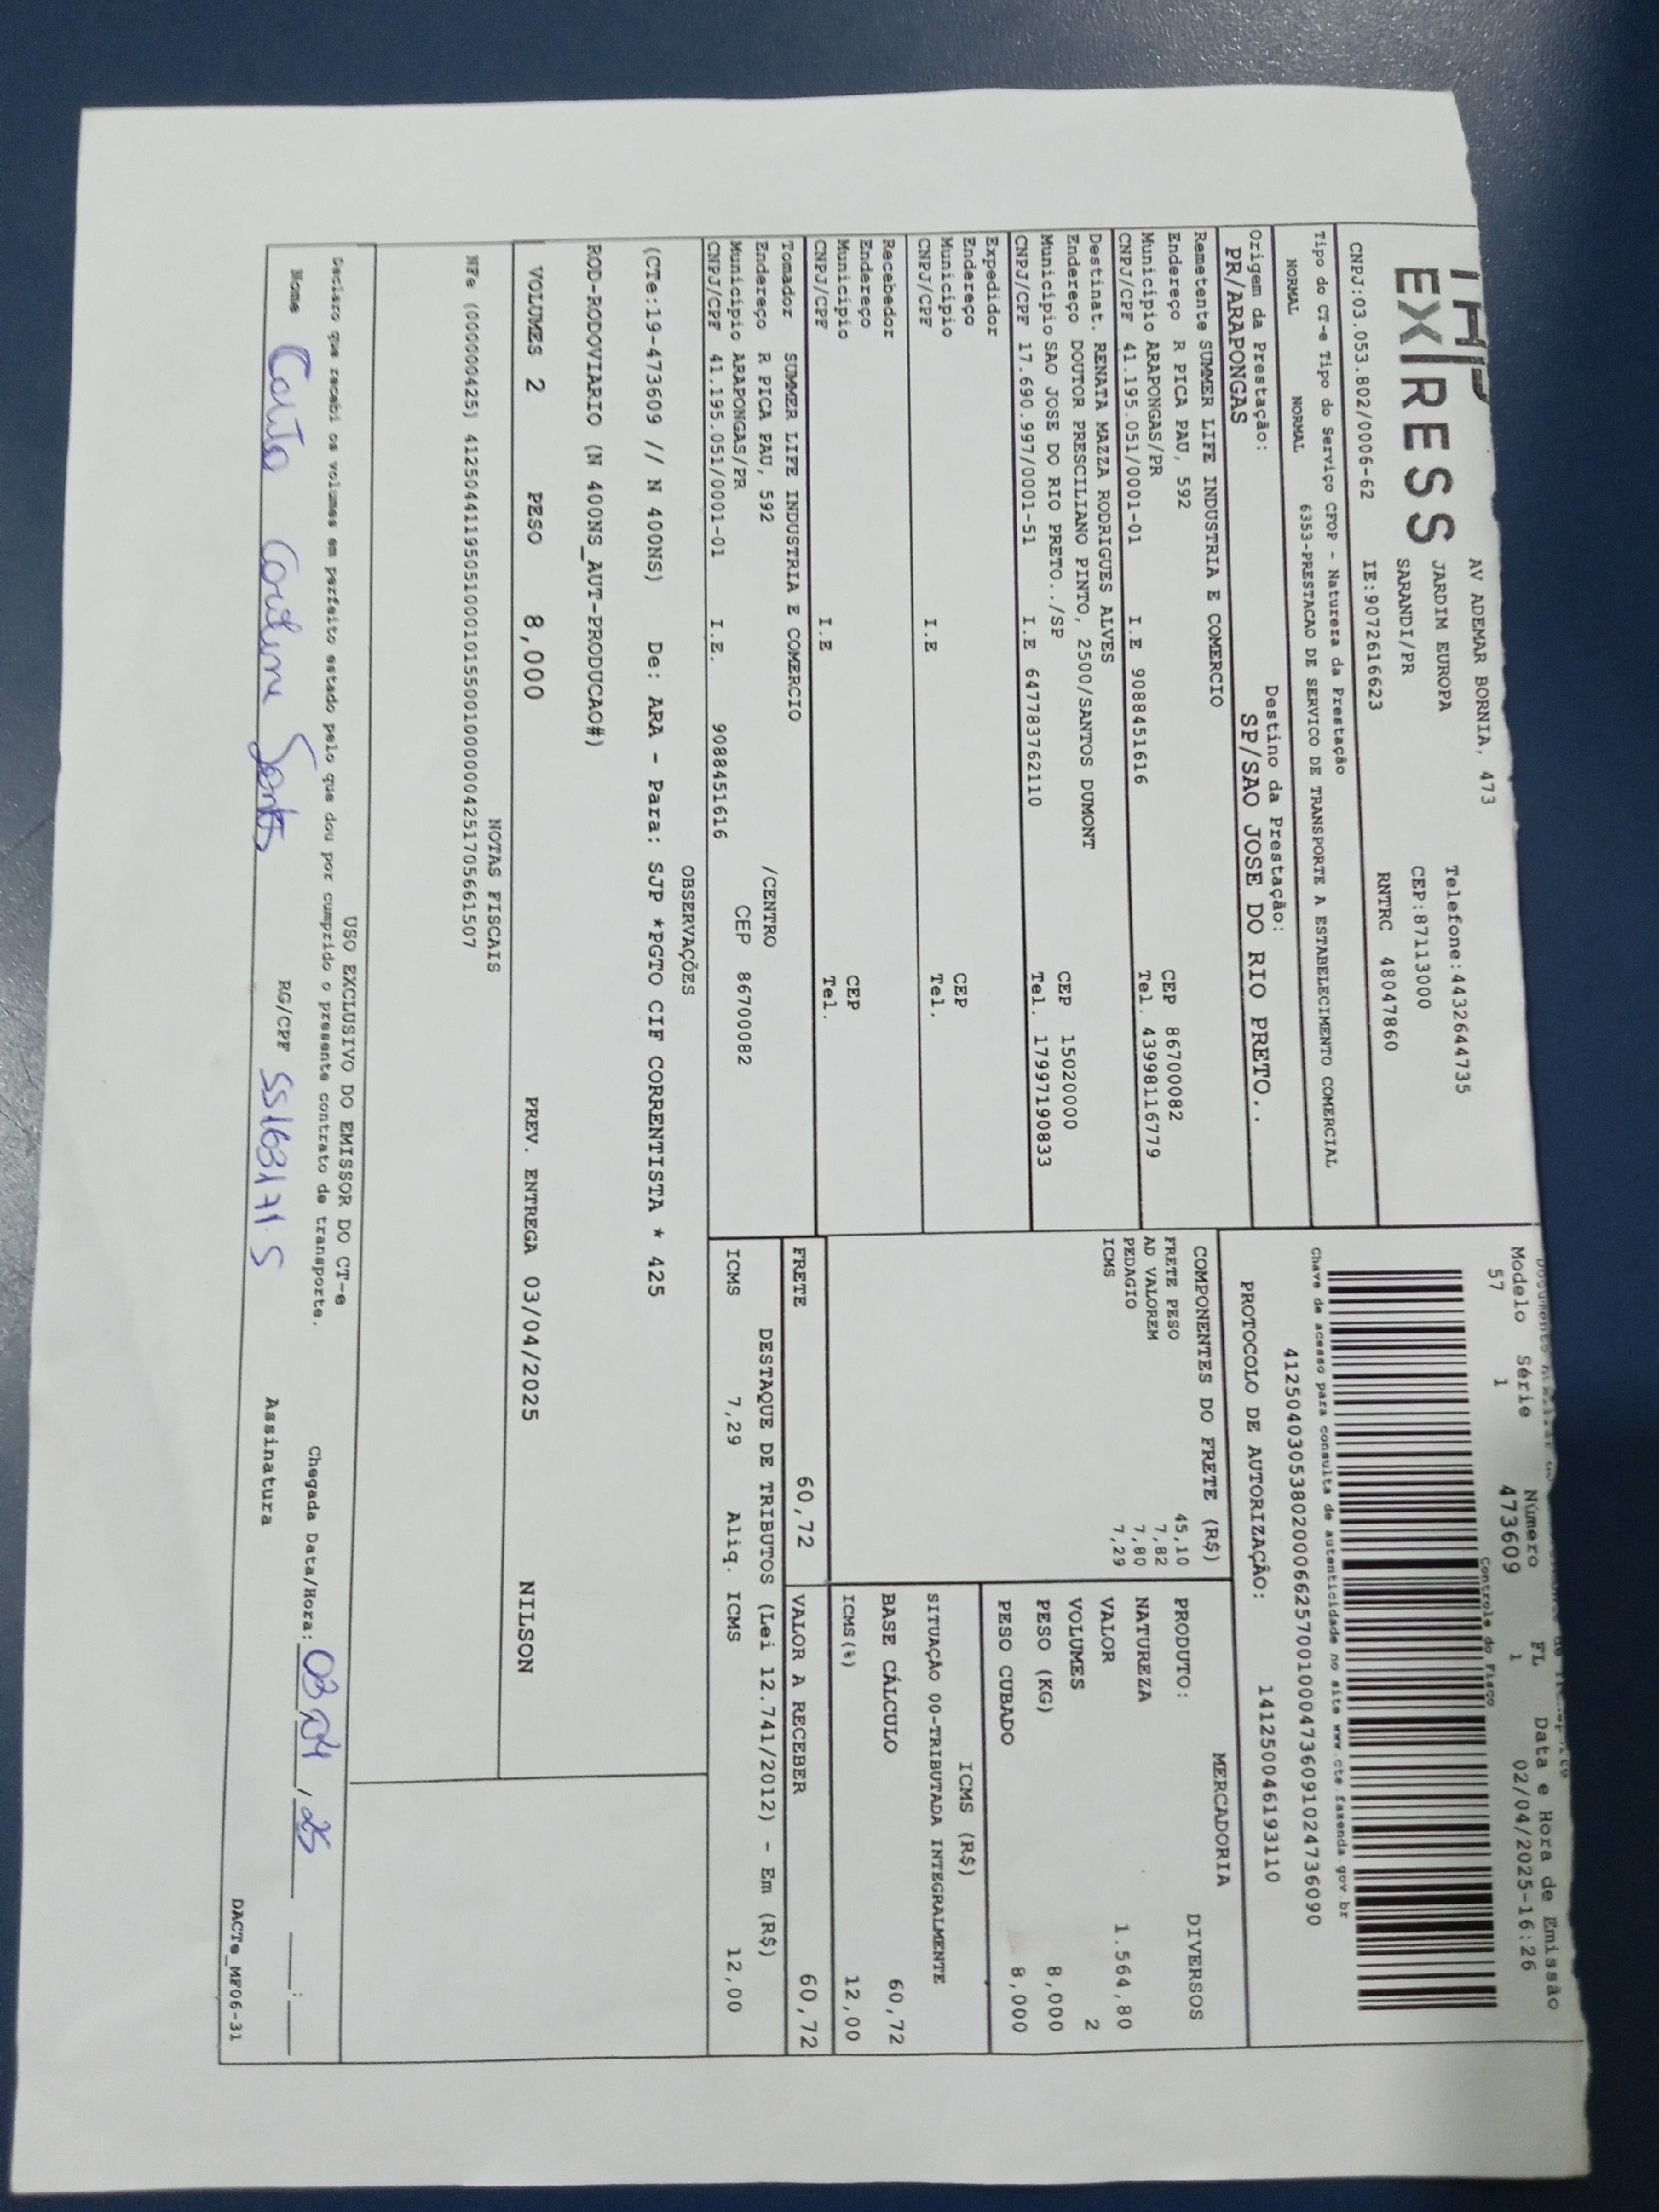 EXPRESS
AV ADEMAR BORNIA, 473
JARDIM EUROPA
SARANDI/PR
Telefone:4432644735
CEP:87113000
CNPJ:03.053.802/0006-62 IE:9072616623 RNTRC 48047860
Tipo do CT-e Tipo do Serviço CFOP - Natureza da Prestação
NORMAL NORMAL 6353-PRESTACAO DE SERVICO DE TRANSPORTE A ESTABELECIMENTO COMERCIAL
Origem da Prestação: Destino da Prestação:
PR/ARAPONGAS SP/SAO JOSE DO RIO PRETO..
Modelo Série Número FL Data e Hora de Emissão
57 1 473609 1 02/04/2025-16:26
Controle do Fisco
Chave de acesso para consulta de autenticidade no site www.cte.fazenda.gov.br
41250403053802000662570010004736091024736090
PROTOCOLO DE AUTORIZAÇÃO: 141250046193110
Remetente SUMMER LIFE INDUSTRIA E COMERCIO
Endereço R PICA PAU, 592 CEP 86700082
Município ARAPONGAS/PR Tel. 43998116779
CNPJ/CPF 41.195.051/0001-01 I.E 9088451616
Destinat. RENATA MAZZA RODRIGUES ALVES
Endereço DOUTOR PRESCILIANO PINTO, 2500/SANTOS DUMONT
Município SAO JOSE DO RIO PRETO../SP CEP 15020000
CNPJ/CPF 17.690.997/0001-51 I.E 647783762110 Tel. 17997190833
Expedidor
Endereço
Município CEP
CNPJ/CPF I.E Tel.
Recebedor
Endereço
Município CEP
CNPJ/CPF I.E Tel.
Tomador SUMMER LIFE INDUSTRIA E COMERCIO
Endereço R PICA PAU, 592 /CENTRO
Município ARAPONGAS/PR CEP 86700082
CNPJ/CPF 41.195.051/0001-01 I.E. 9088451616
COMPONENTES DO FRETE (R$)
FRETE PESO 45,10
AD VALOREM 7,82
PEDAGIO 7,80
ICMS 7,29
MERCADORIA
PRODUTO: DIVERSOS
NATUREZA
VALOR 1.564,80
VOLUMES 2
PESO (KG) 8,000
PESO CUBADO 8,000
ICMS (R$)
SITUAÇÃO 00-TRIBUTADA INTEGRALMENTE
BASE CÁLCULO 60,72
ICMS(%) 12,00
FRETE 60,72 VALOR A RECEBER 60,72
DESTAQUE DE TRIBUTOS (Lei 12.741/2012) - Em (R$)
ICMS 7,29 Aliq. ICMS 12,00
OBSERVAÇÕES
(CTe:19-473609 // N 400NS) De: ARA - Para: SJP *PGTO CIF CORRENTISTA * 425
ROD-RODOVIARIO (N 400NS_AUT-PRODUCAO#)
VOLUMES 2 PESO 8,000 PREV. ENTREGA 03/04/2025 NILSON
NOTAS FISCAIS
NFe (000000425) 41250441195051000101550010000004251705661507
USO EXCLUSIVO DO EMISSOR DO CT-e
Declaro que recebi os volumes em perfeito estado pelo que dou por cumprido o presente contrato de transporte.
Chegada Data/Hora: 03/04/25 :
Nome Santos RG/CPF Assinatura
DACTe_MF06-31